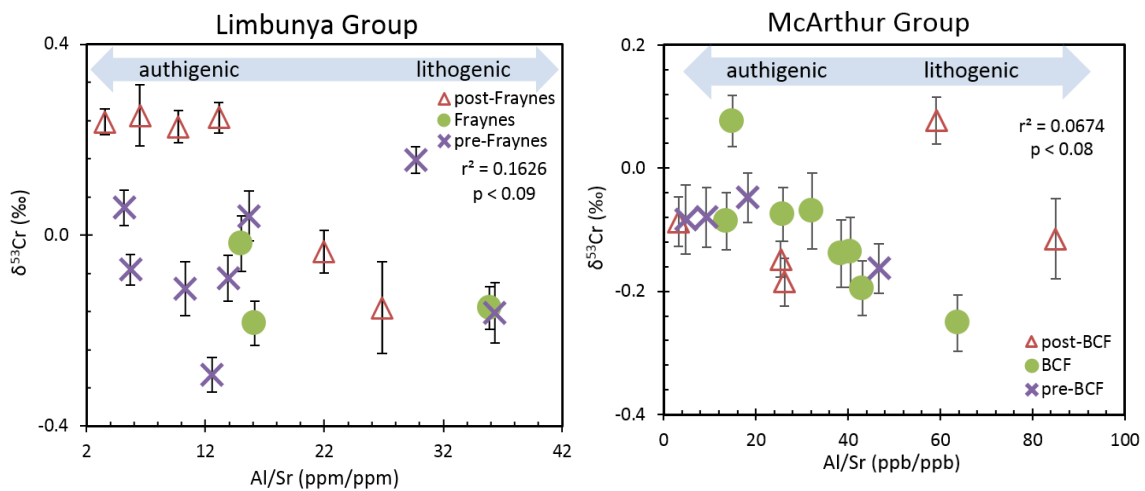 Limbunya Group
0.4
authigenic
lithogenic
post-Fraynes
Fraynes
pre-Fraynes
r² = 0.1626
p < 0.09
δ⁵³Cr (‰)
0.0
-0.4
2
12
22
32
42
Al/Sr (ppm/ppm)
McArthur Group
0.2
authigenic
lithogenic
r² = 0.0674
p < 0.08
0.0
δ⁵³Cr (‰)
-0.2
post-BCF
BCF
pre-BCF
-0.4
0
20
40
60
80
100
Al/Sr (ppb/ppb)